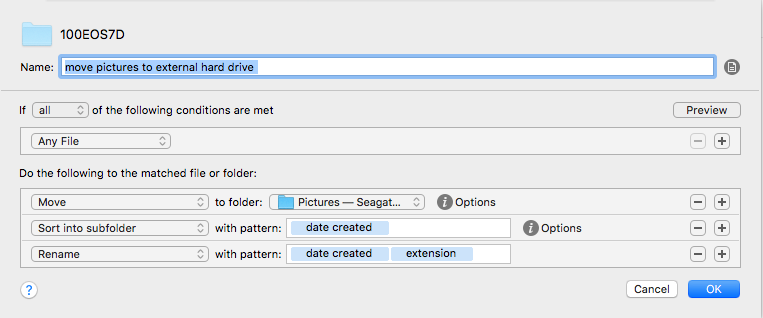 100EOS7D
Name: move pictures to external hard drive
If all of the following conditions are met Preview
Any File
Do the following to the matched file or folder:
Move to folder: Pictures — Seagat... i Options
Sort into subfolder with pattern: date created i Options
Rename with pattern: date created extension
? Cancel OK